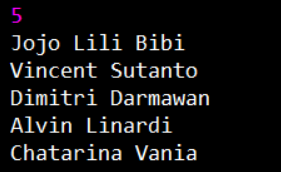 5
Jojo Lili Bibi
Vincent Sutanto
Dimitri Darmawan
Alvin Linardi
Chatarina Vania